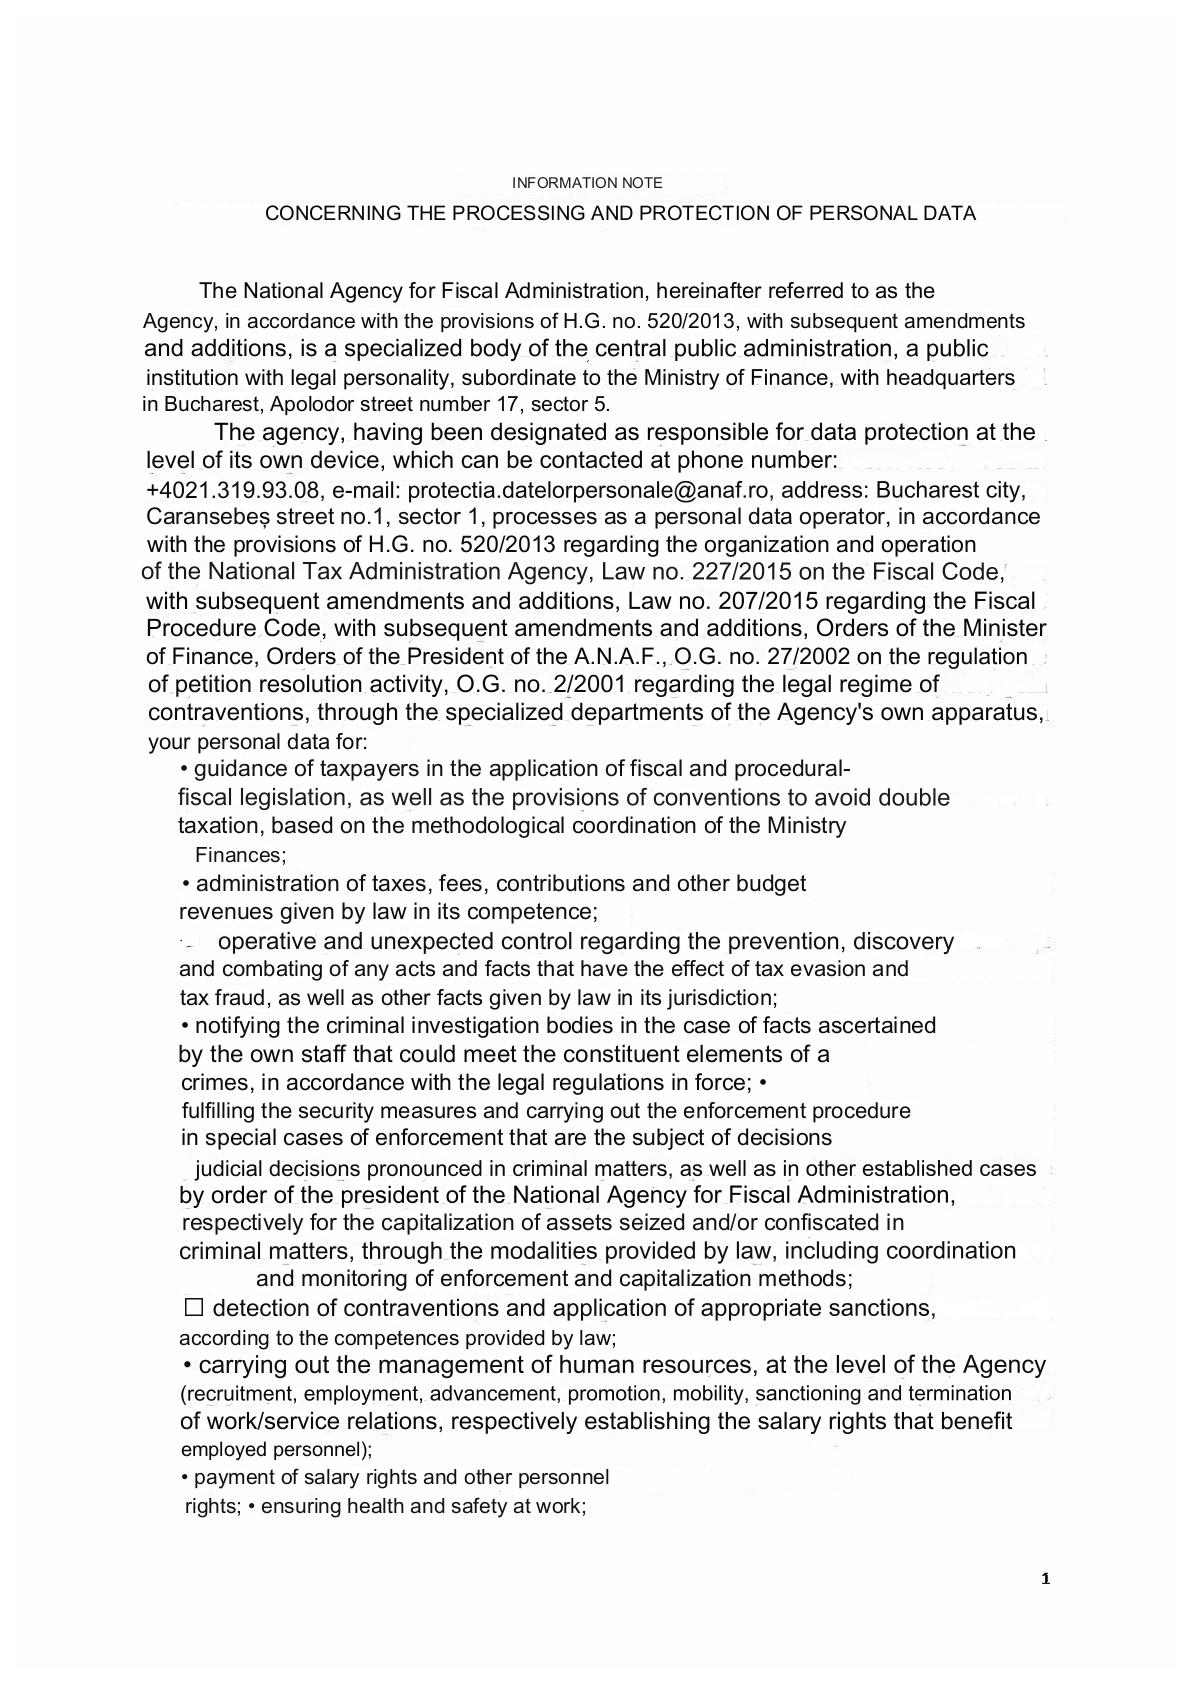 INFORMATION NOTE
CONCERNING THE PROCESSING AND PROTECTION OF PERSONAL DATA
The National Agency for Fiscal Administration, hereinafter referred to as the
Agency, in accordance with the provisions of H.G. no. 520/2013, with subsequent amendments
and additions, is a specialized body of the central public administration, a public
institution with legal personality, subordinate to the Ministry of Finance, with headquarters
in Bucharest, Apolodor street number 17, sector 5.
The agency, having been designated as responsible for data protection at the
level of its own device, which can be contacted at phone number:
+4021.319.93.08, e-mail: protectia.datelorpersonale@anaf.ro, address: Bucharest city,
Caransebeș street no.1, sector 1, processes as a personal data operator, in accordance
with the provisions of H.G. no. 520/2013 regarding the organization and operation
of the National Tax Administration Agency, Law no. 227/2015 on the Fiscal Code,
with subsequent amendments and additions, Law no. 207/2015 regarding the Fiscal
Procedure Code, with subsequent amendments and additions, Orders of the Minister
of Finance, Orders of the President of the A.N.A.F., O.G. no. 27/2002 on the regulation
of petition resolution activity, O.G. no. 2/2001 regarding the legal regime of
contraventions, through the specialized departments of the Agency's own apparatus,
your personal data for:
• guidance of taxpayers in the application of fiscal and procedural-
fiscal legislation, as well as the provisions of conventions to avoid double
taxation, based on the methodological coordination of the Ministry
Finances;
• administration of taxes, fees, contributions and other budget
revenues given by law in its competence;
operative and unexpected control regarding the prevention, discovery
and combating of any acts and facts that have the effect of tax evasion and
tax fraud, as well as other facts given by law in its jurisdiction;
• notifying the criminal investigation bodies in the case of facts ascertained
by the own staff that could meet the constituent elements of a
crimes, in accordance with the legal regulations in force; •
fulfilling the security measures and carrying out the enforcement procedure
in special cases of enforcement that are the subject of decisions
judicial decisions pronounced in criminal matters, as well as in other established cases
by order of the president of the National Agency for Fiscal Administration,
respectively for the capitalization of assets seized and/or confiscated in
criminal matters, through the modalities provided by law, including coordination
and monitoring of enforcement and capitalization methods;
☐ detection of contraventions and application of appropriate sanctions,
according to the competences provided by law;
• carrying out the management of human resources, at the level of the Agency
(recruitment, employment, advancement, promotion, mobility, sanctioning and termination
of work/service relations, respectively establishing the salary rights that benefit
employed personnel);
• payment of salary rights and other personnel
rights; • ensuring health and safety at work;
1